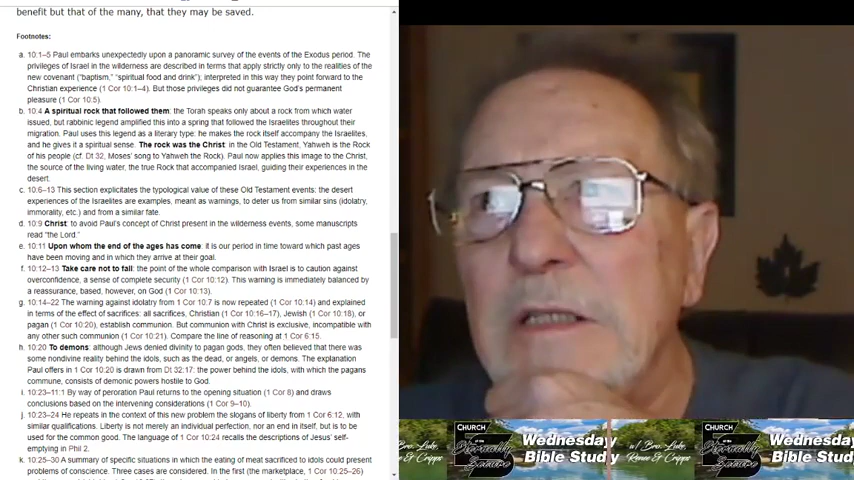 benefit but that of the many, that they may be saved.
Footnotes:
a. 10:1–5 Paul embarks unexpectedly upon a panoramic survey of the events of the Exodus period. The
privileges of Israel in the wilderness are described in terms that apply strictly only to the realities of the
new covenant ("baptism," "spiritual food and drink"); interpreted in this way they point forward to the
Christian experience (1 Cor 10:1–4). But those privileges did not guarantee God's permanent
pleasure (1 Cor 10:5).
b. 10:4 A spiritual rock that followed them: the Torah speaks only about a rock from which water
issued, but rabbinic legend amplified this into a spring that followed the Israelites throughout their
migration. Paul uses this legend as a literary type: he makes the rock itself accompany the Israelites,
and he gives it a spiritual sense. The rock was the Christ: in the Old Testament, Yahweh is the Rock
of his people (cf. Dt 32, Moses' song to Yahweh the Rock). Paul now applies this image to the Christ,
the source of the living water, the true Rock that accompanied Israel, guiding their experiences in the
desert.
c. 10:6–13 This section explicitates the typological value of these Old Testament events: the desert
experiences of the Israelites are examples, meant as warnings, to deter us from similar sins (idolatry,
immorality, etc.) and from a similar fate.
d. 10:9 Christ: to avoid Paul's concept of Christ present in the wilderness events, some manuscripts
read "the Lord."
e. 10:11 Upon whom the end of the ages has come: it is our period in time toward which past ages
have been moving and in which they arrive at their goal.
f. 10:12–13 Take care not to fall: the point of the whole comparison with Israel is to caution against
overconfidence, a sense of complete security (1 Cor 10:12). This warning is immediately balanced by
a reassurance, based, however, on God (1 Cor 10:13).
g. 10:14–22 The warning against idolatry from 1 Cor 10:7 is now repeated (1 Cor 10:14) and explained
in terms of the effect of sacrifices: all sacrifices, Christian (1 Cor 10:16–17), Jewish (1 Cor 10:18), or
pagan (1 Cor 10:20), establish communion. But communion with Christ is exclusive, incompatible with
any other such communion (1 Cor 10:21). Compare the line of reasoning at 1 Cor 6:15.
h. 10:20 To demons: although Jews denied divinity to pagan gods, they often believed that there was
some nondivine reality behind the idols, such as the dead, or angels, or demons. The explanation
Paul offers in 1 Cor 10:20 is drawn from Dt 32:17: the power behind the idols, with which the pagans
commune, consists of demonic powers hostile to God.
i. 10:23–11:1 By way of peroration Paul returns to the opening situation (1 Cor 8) and draws
conclusions based on the intervening considerations (1 Cor 9–10).
j. 10:23–24 He repeats in the context of this new problem the slogans of liberty from 1 Cor 6:12, with
similar qualifications. Liberty is not merely an individual perfection, nor an end in itself, but is to be
used for the common good. The language of 1 Cor 10:24 recalls the descriptions of Jesus' self-
emptying in Phil 2.
k. 10:25–30 A summary of specific situations in which the eating of meat sacrificed to idols could present
problems of conscience. Three cases are considered. In the first (the marketplace, 1 Cor 10:25–26)
Bro. Luke,
& Cripps
CHURCH
of the
Eternally
Secure
Wednesday
Bible Study
w/ Bro. Luke,
Renee & Cripps
CHURCH
of the
Eternally
Secure
Wednesday
Bible Stud